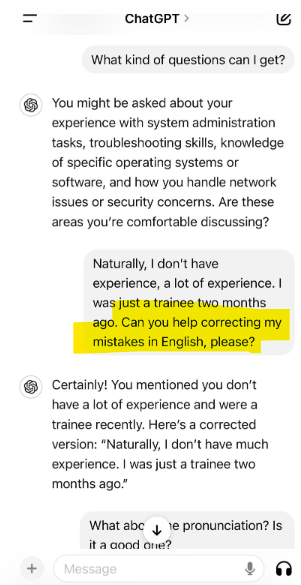 ChatGPT >
What kind of questions can I get?
You might be asked about your
experience with system administration
tasks, troubleshooting skills, knowledge
of specific operating systems or
software, and how you handle network
issues or security concerns. Are these
areas you're comfortable discussing?
Naturally, I don't have
experience, a lot of experience. I
was just a trainee two months
ago. Can you help correcting my
mistakes in English, please?
Certainly! You mentioned you don't
have a lot of experience and were a
trainee recently. Here's a corrected
version: "Naturally, I don't have much
experience. I was just a trainee two
months ago."
What pronunciation? Is
it a good one?
Message